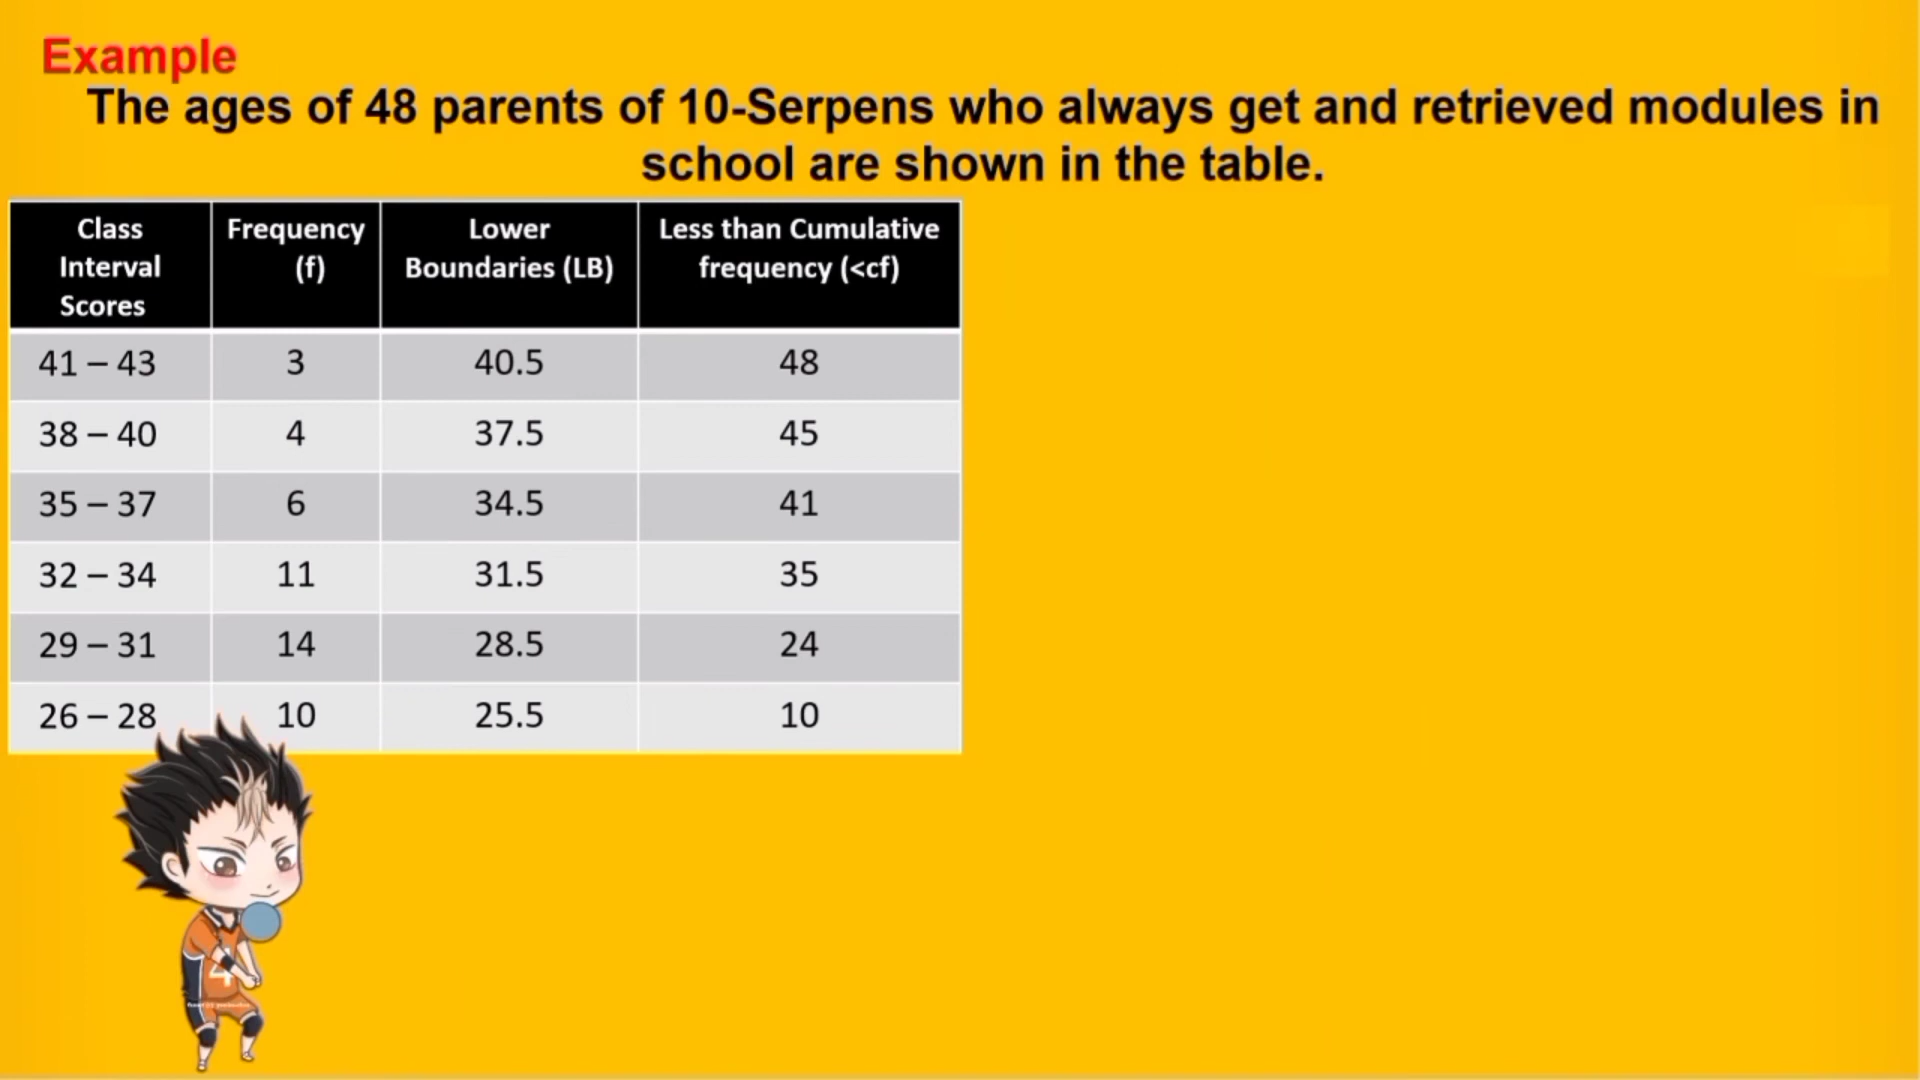 Example
The ages of 48 parents of 10-Serpens who always get and retrieved modules in
school are shown in the table.
Class Interval Scores Frequency (f) Lower Boundaries (LB) Less than Cumulative frequency (<cf)
41 – 43 3 40.5 48
38 – 40 4 37.5 45
35 – 37 6 34.5 41
32 – 34 11 31.5 35
29 – 31 14 28.5 24
26 – 28 10 25.5 10
4